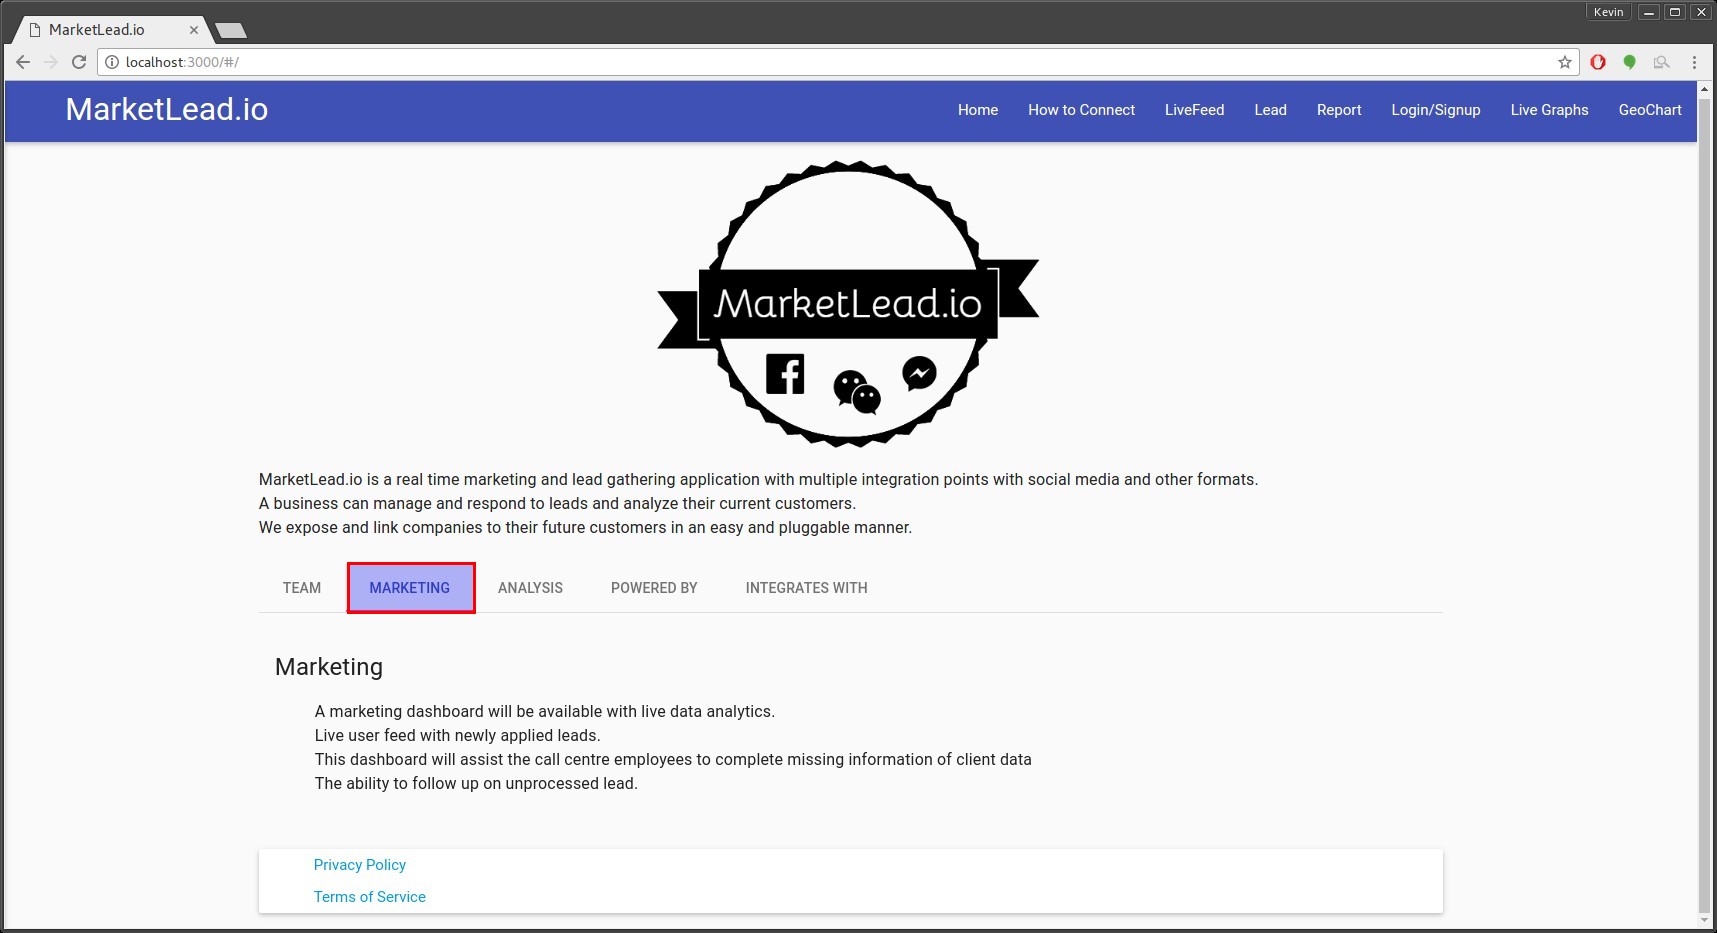 Kevin
MarketLead.io
localhost:3000/#/
MarketLead.io Home How to Connect LiveFeed Lead Report Login/Signup Live Graphs GeoChart
MarketLead.io
MarketLead.io is a real time marketing and lead gathering application with multiple integration points with social media and other formats.
A business can manage and respond to leads and analyze their current customers.
We expose and link companies to their future customers in an easy and pluggable manner.
TEAM MARKETING ANALYSIS POWERED BY INTEGRATES WITH
Marketing
A marketing dashboard will be available with live data analytics.
Live user feed with newly applied leads.
This dashboard will assist the call centre employees to complete missing information of client data
The ability to follow up on unprocessed lead.
Privacy Policy
Terms of Service